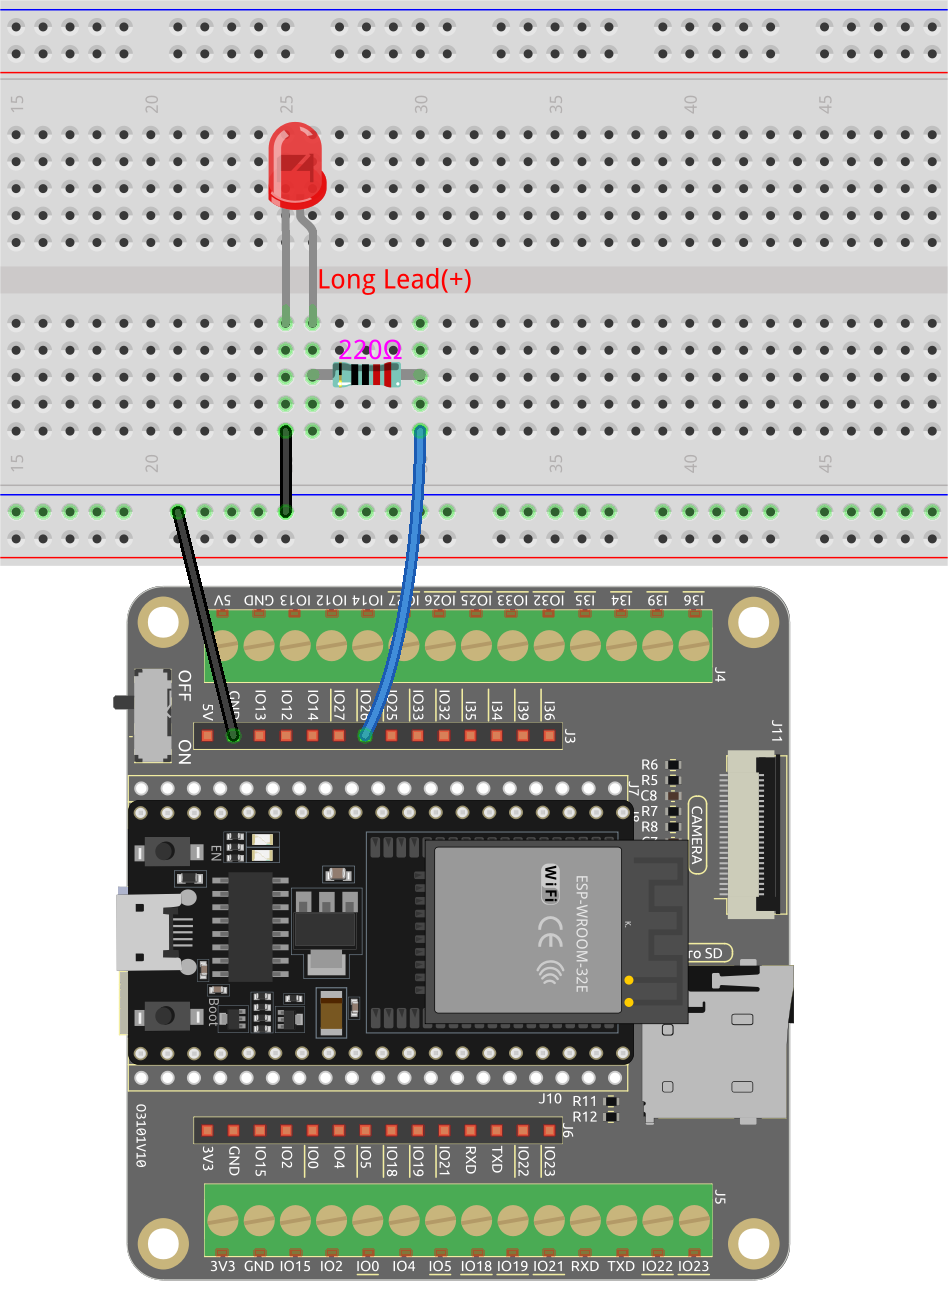 15 20 25 30 35 40 45
Long Lead(+)
220Ω
15 20 35 40 45
5V GND IO13 IO12 IO14 IO27 IO26 IO25 IO33 IO32 I35 I34 I39 I36
J4
OFF
ON
5V GND IO13 IO12 IO14 IO27 IO26 IO25 IO33 IO32 I35 I34 I39 I36
J3
J11
J7
R6
R5
C8
R7
R8
CAMERA
EN
WiFi
CE
ESP-WROOM-32E
K.
ro SD
Boot
J10
R11
R12
O3101V10
J6
3V3 GND IO15 IO2 IO0 IO4 IO5 IO18 IO19 IO21 RXD TXD IO22 IO23
J5
3V3 GND IO15 IO2 IO0 IO4 IO5 IO18 IO19 IO21 RXD TXD IO22 IO23